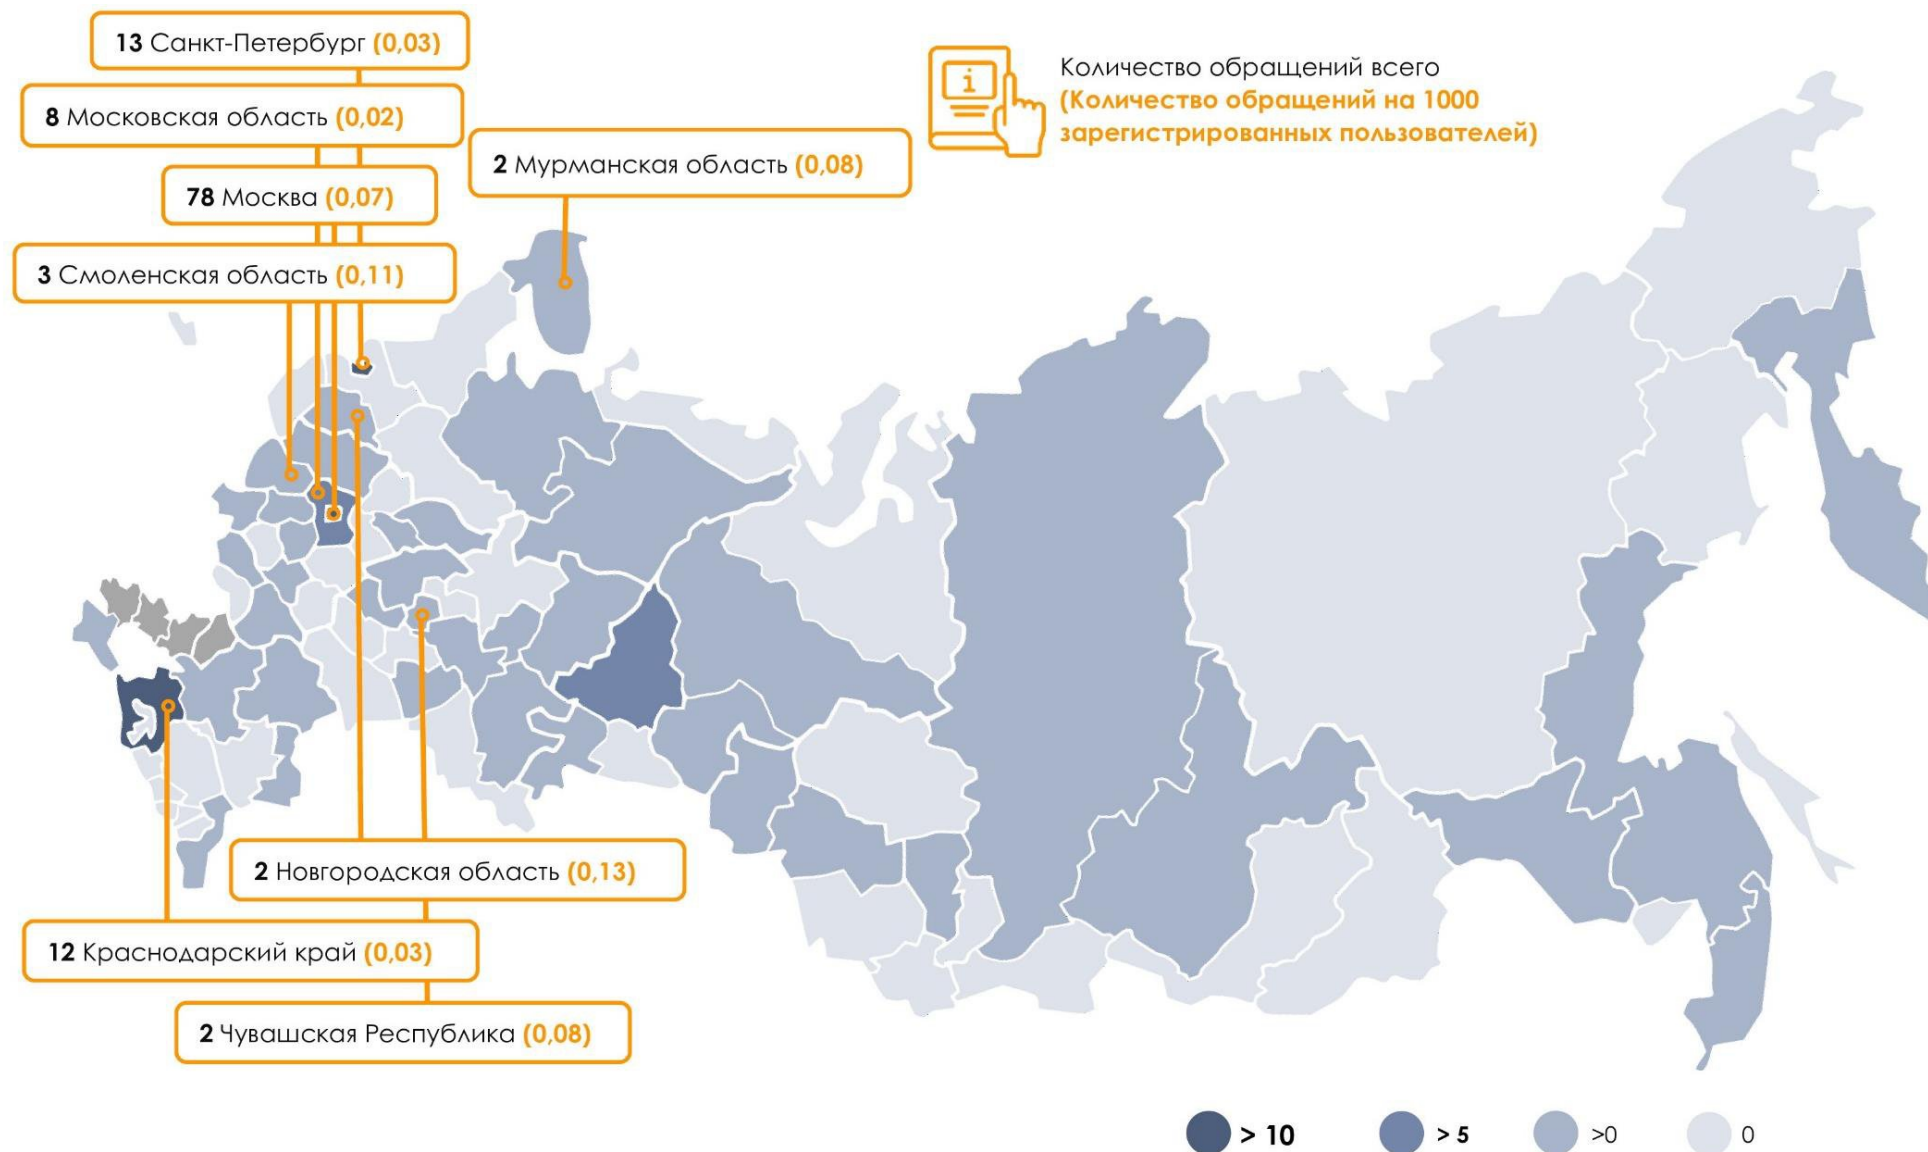 13 Санкт-Петербург (0,03)
8 Московская область (0,02)
78 Москва (0,07)
3 Смоленская область (0,11)
2 Мурманская область (0,08)
i
Количество обращений всего
(Количество обращений на 1000
зарегистрированных пользователей)
2 Новгородская область (0,13)
12 Краснодарский край (0,03)
2 Чувашская Республика (0,08)
> 10
> 5
>0
0